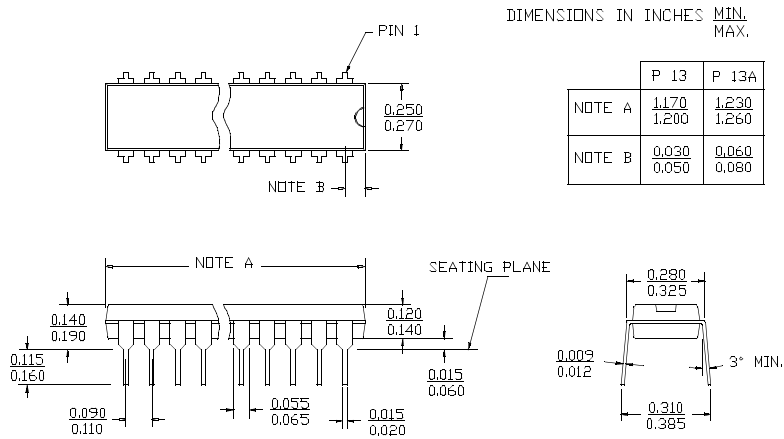 DIMENSIONS IN INCHES MIN.
MAX.
PIN 1
0.250
0.270
NOTE B
P 13 P 13A
NOTE A 1.170 1.230
1.200 1.260
NOTE B 0.030 0.060
0.050 0.080
NOTE A
SEATING PLANE
0.140
0.190
0.115
0.160
0.090
0.110
0.055
0.065
0.015
0.020
0.120
0.140
0.015
0.060
0.280
0.325
0.009
0.012
3° MIN.
0.310
0.385